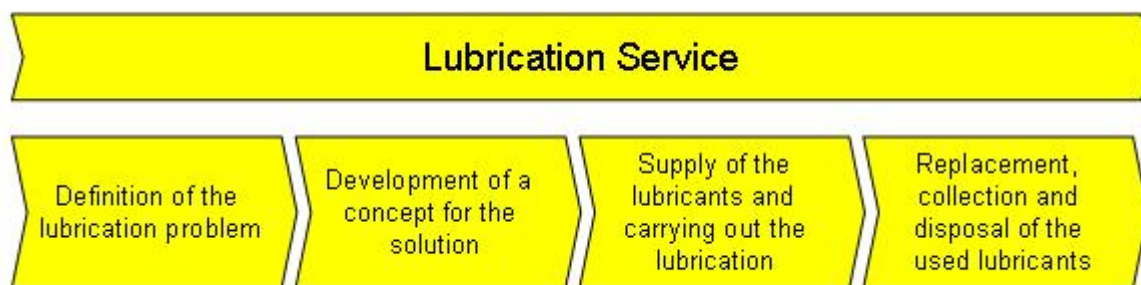 Lubrication Service
Definition of the
lubrication problem
Development of a
concept for the
solution
Supply of the
lubricants and
carrying out the
lubrication
Replacement,
collection and
disposal of the
used lubricants